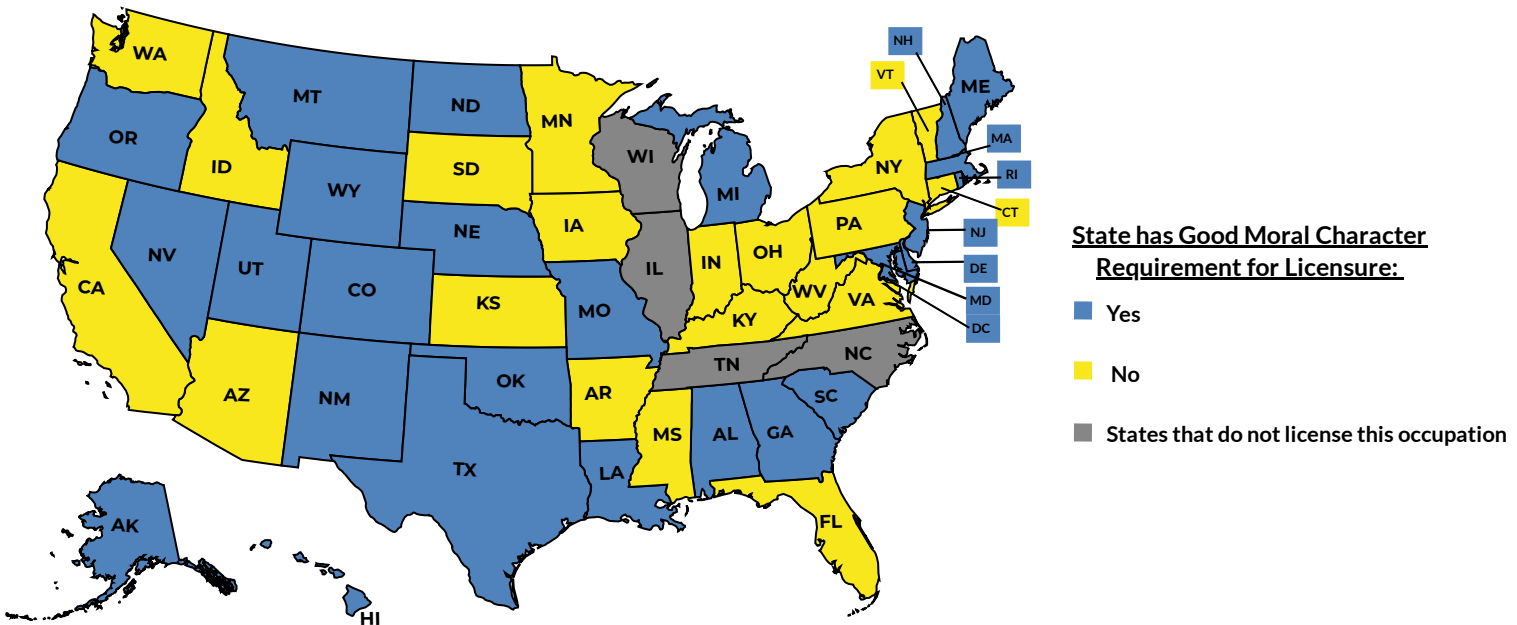 WA
MT
ND
MN
OR
ID
SD
WI
WY
MI
NY
NH
VT
ME
MA
RI
CT
NJ
DE
MD
DC
NV
UT
NE
IA
PA
CA
CO
KS
MO
IL
IN
OH
WV
VA
KY
AZ
NM
OK
AR
TN
NC
SC
TX
LA
MS
AL
GA
FL
AK
HI
State has Good Moral Character
Requirement for Licensure:
Yes
No
States that do not license this occupation